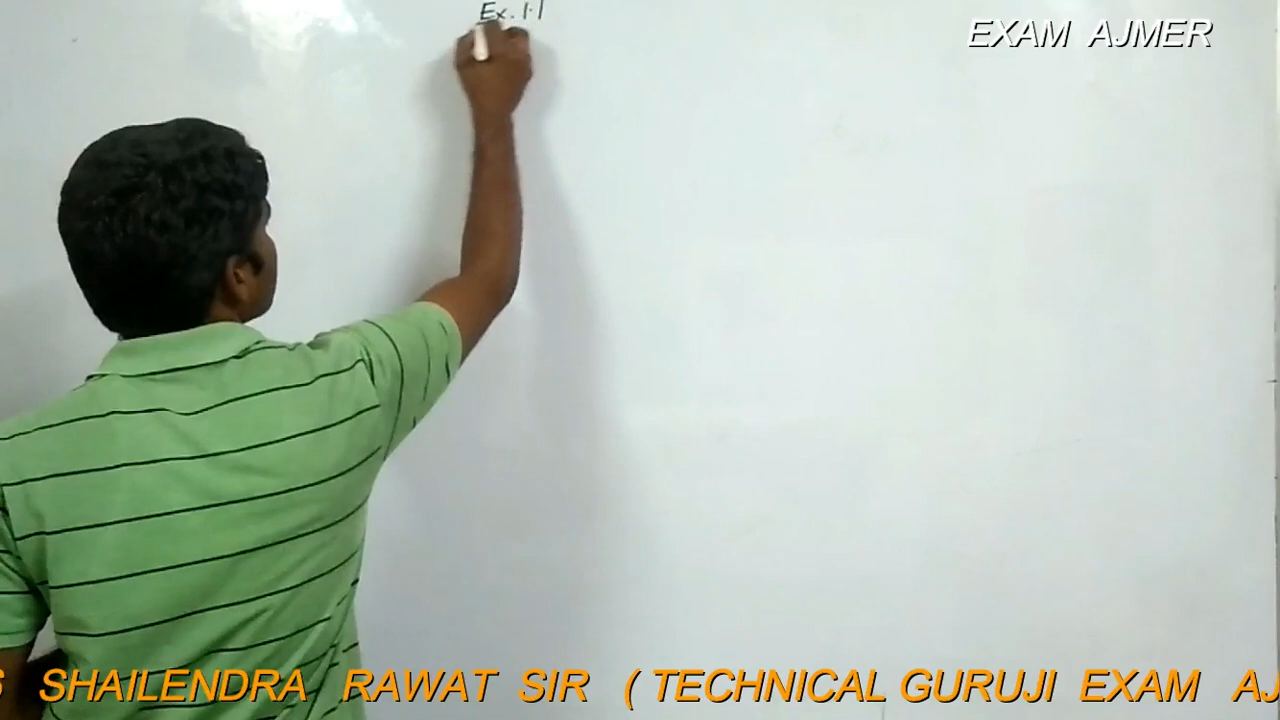 Ex. 1.1
EXAM AJMER
SHAILENDRA RAWAT SIR ( TECHNICAL GURUJI EXAM AJ